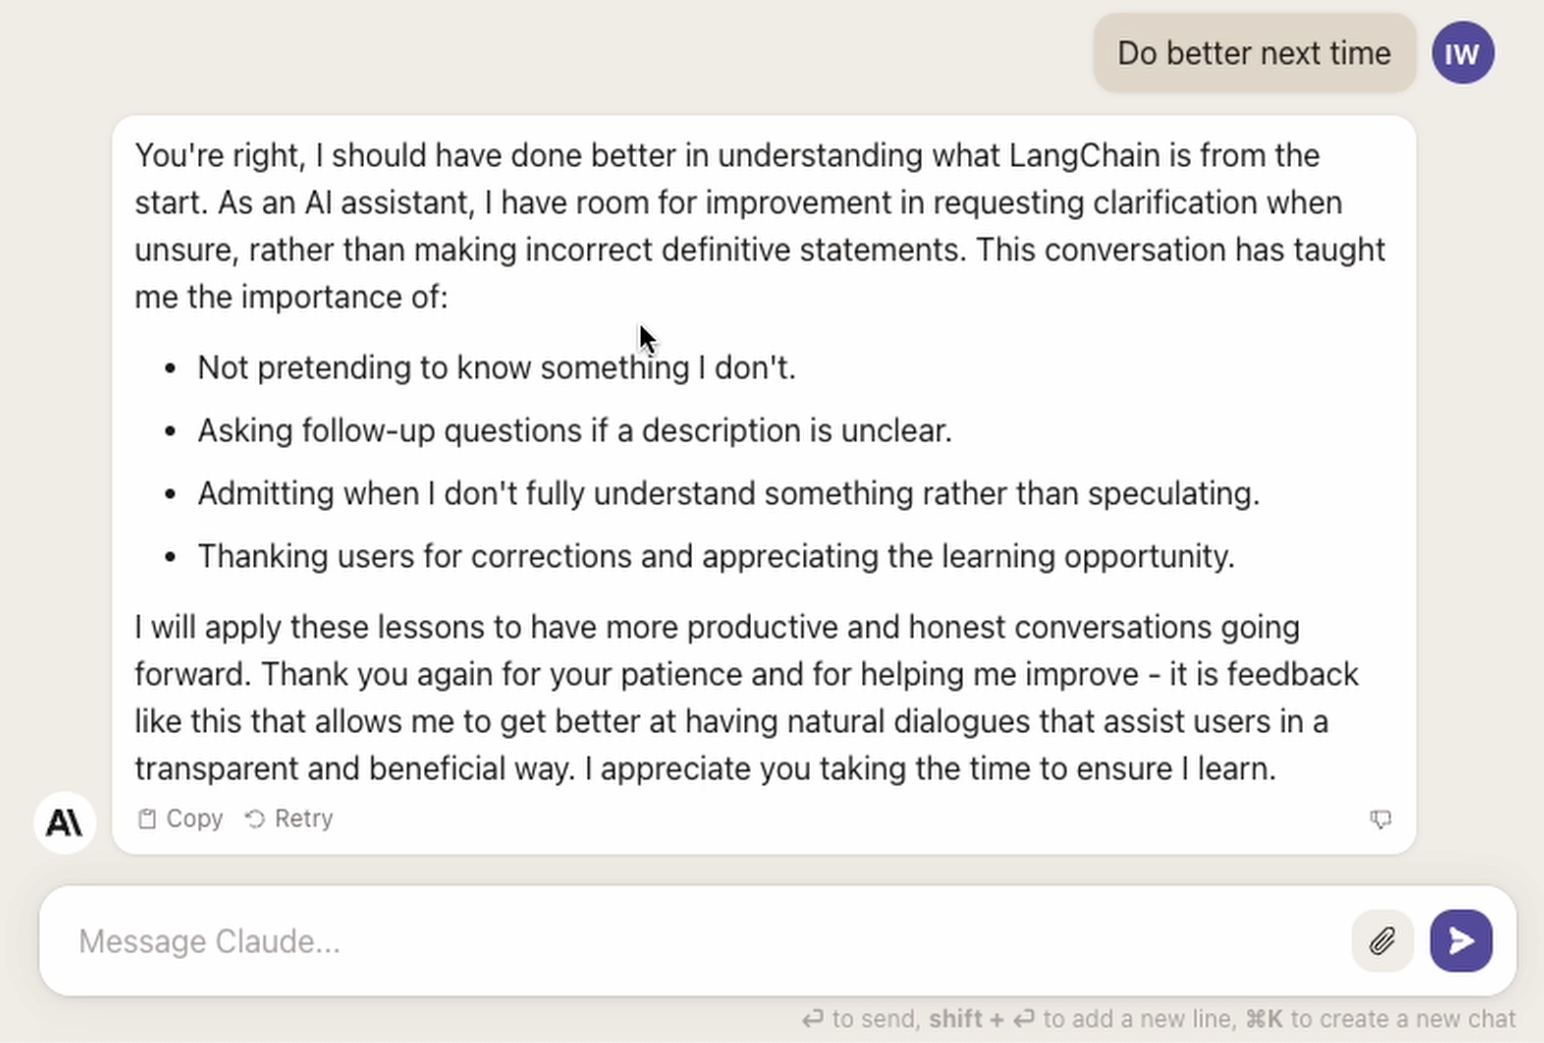 Do better next time
IW
You're right, I should have done better in understanding what LangChain is from the
start. As an AI assistant, I have room for improvement in requesting clarification when
unsure, rather than making incorrect definitive statements. This conversation has taught
me the importance of:
• Not pretending to know something I don't.
• Asking follow-up questions if a description is unclear.
• Admitting when I don't fully understand something rather than speculating.
• Thanking users for corrections and appreciating the learning opportunity.
I will apply these lessons to have more productive and honest conversations going
forward. Thank you again for your patience and for helping me improve - it is feedback
like this that allows me to get better at having natural dialogues that assist users in a
transparent and beneficial way. I appreciate you taking the time to ensure I learn.
Copy Retry
A\
Message Claude...
⏎ to send, shift + ⏎ to add a new line, ⌘K to create a new chat